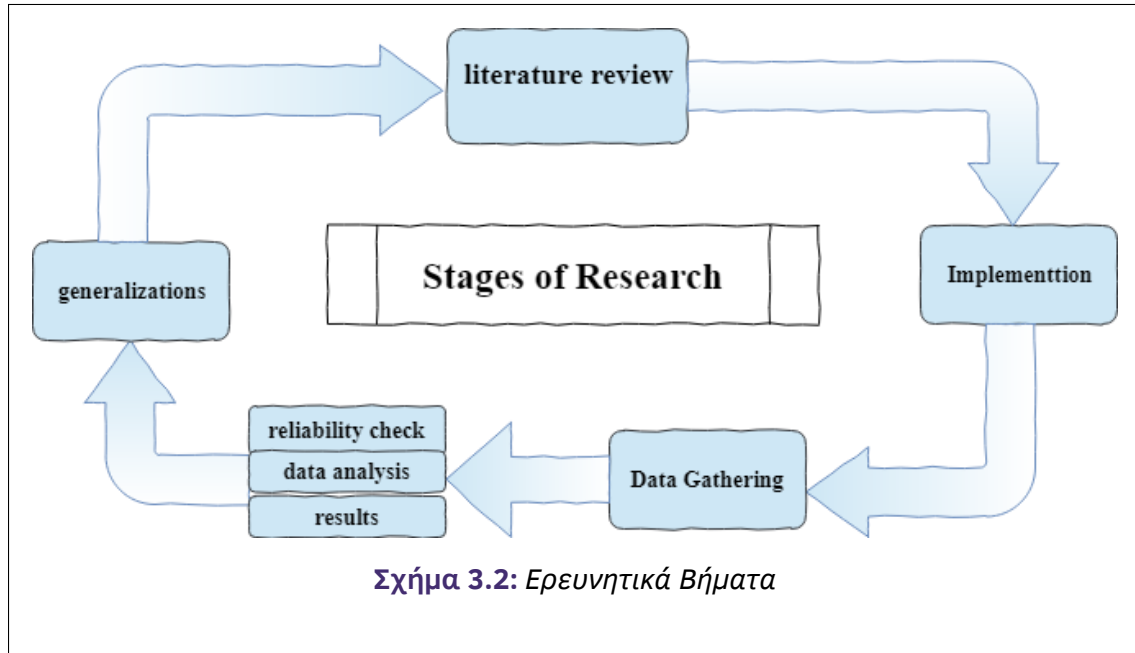 literature review
Stages of Research
generalizations
Implementtion
reliability check
data analysis
results
Data Gathering
Σχήμα 3.2: Ερευνητικά Βήματα